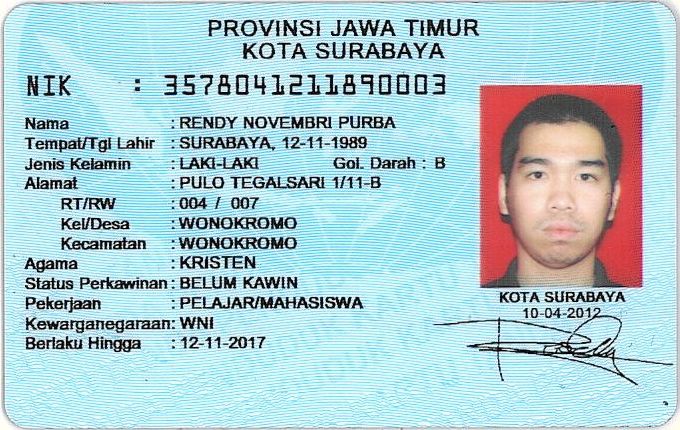 PROVINSI JAWA TIMUR
KOTA SURABAYA
NIK : 3578041211890003
Nama : RENDY NOVEMBRI PURBA
Tempat/Tgl Lahir : SURABAYA, 12-11-1989
Jenis Kelamin : LAKI-LAKI Gol. Darah : B
Alamat : PULO TEGALSARI 1/11-B
RT/RW : 004 / 007
Kel/Desa : WONOKROMO
Kecamatan : WONOKROMO
Agama : KRISTEN
Status Perkawinan : BELUM KAWIN
Pekerjaan : PELAJAR/MAHASISWA
Kewarganegaraan: WNI
Berlaku Hingga : 12-11-2017
KOTA SURABAYA
10-04-2012